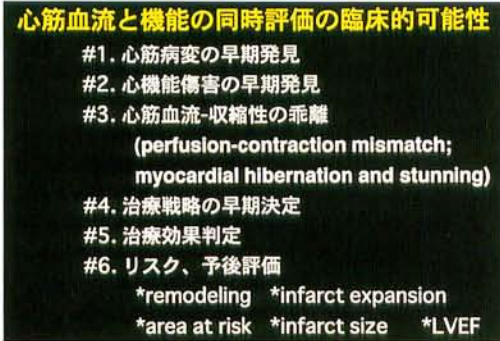 心筋血流と機能の同時評価の臨床的可能性
#1. 心筋病変の早期発見
#2. 心機能傷害の早期発見
#3. 心筋血流-収縮性の乖離
(perfusion-contraction mismatch;
myocardial hibernation and stunning)
#4. 治療戦略の早期決定
#5. 治療効果判定
#6. リスク、予後評価
*remodeling *infarct expansion
*area at risk *infarct size *LVEF